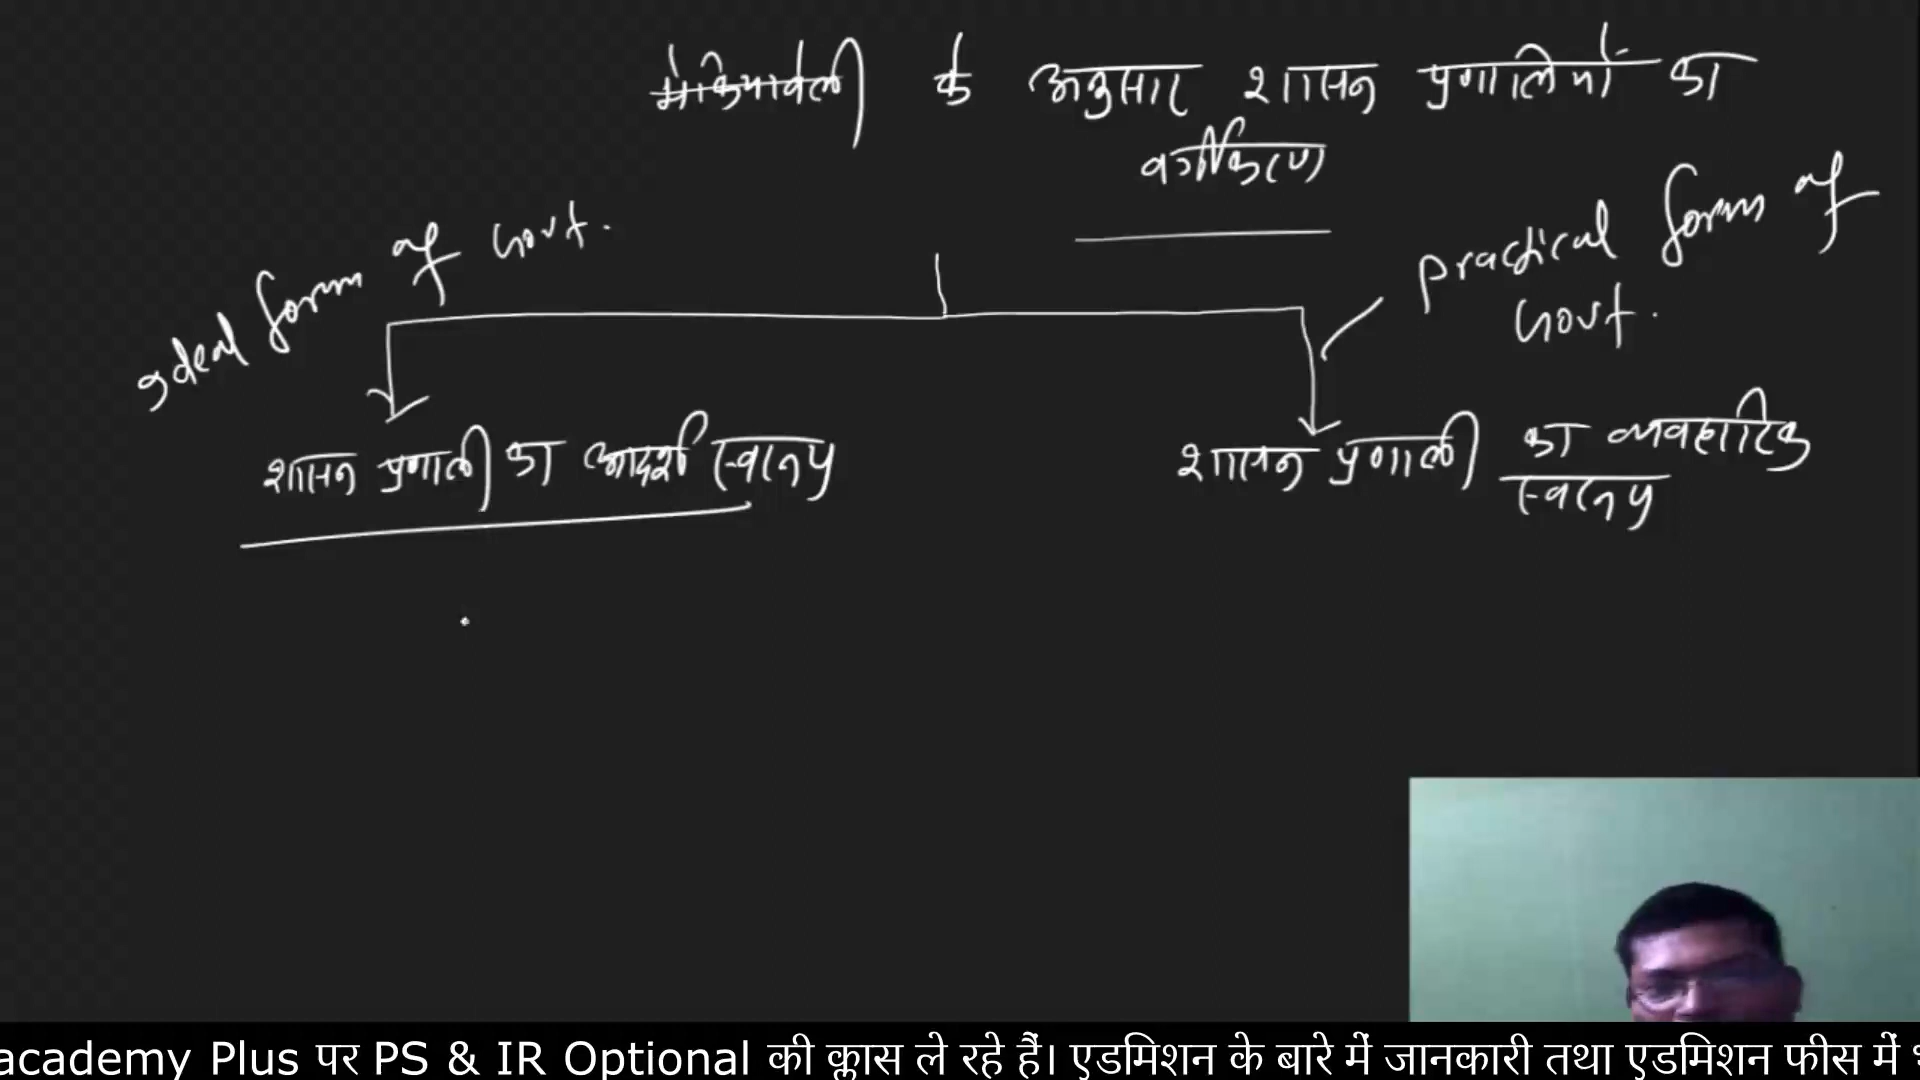 मैकियावेली के अनुसार शासन प्रणालियों का
वर्गीकरण
Ideal form of Govt.
practical form of
Govt.
शासन प्रणाली का आदर्श स्वरूप
शासन प्रणाली का व्यवहारिक
स्वरूप
academy Plus पर PS & IR Optional की क्लास ले रहे हैं। एडमिशन के बारे में जानकारी तथा एडमिशन फीस में